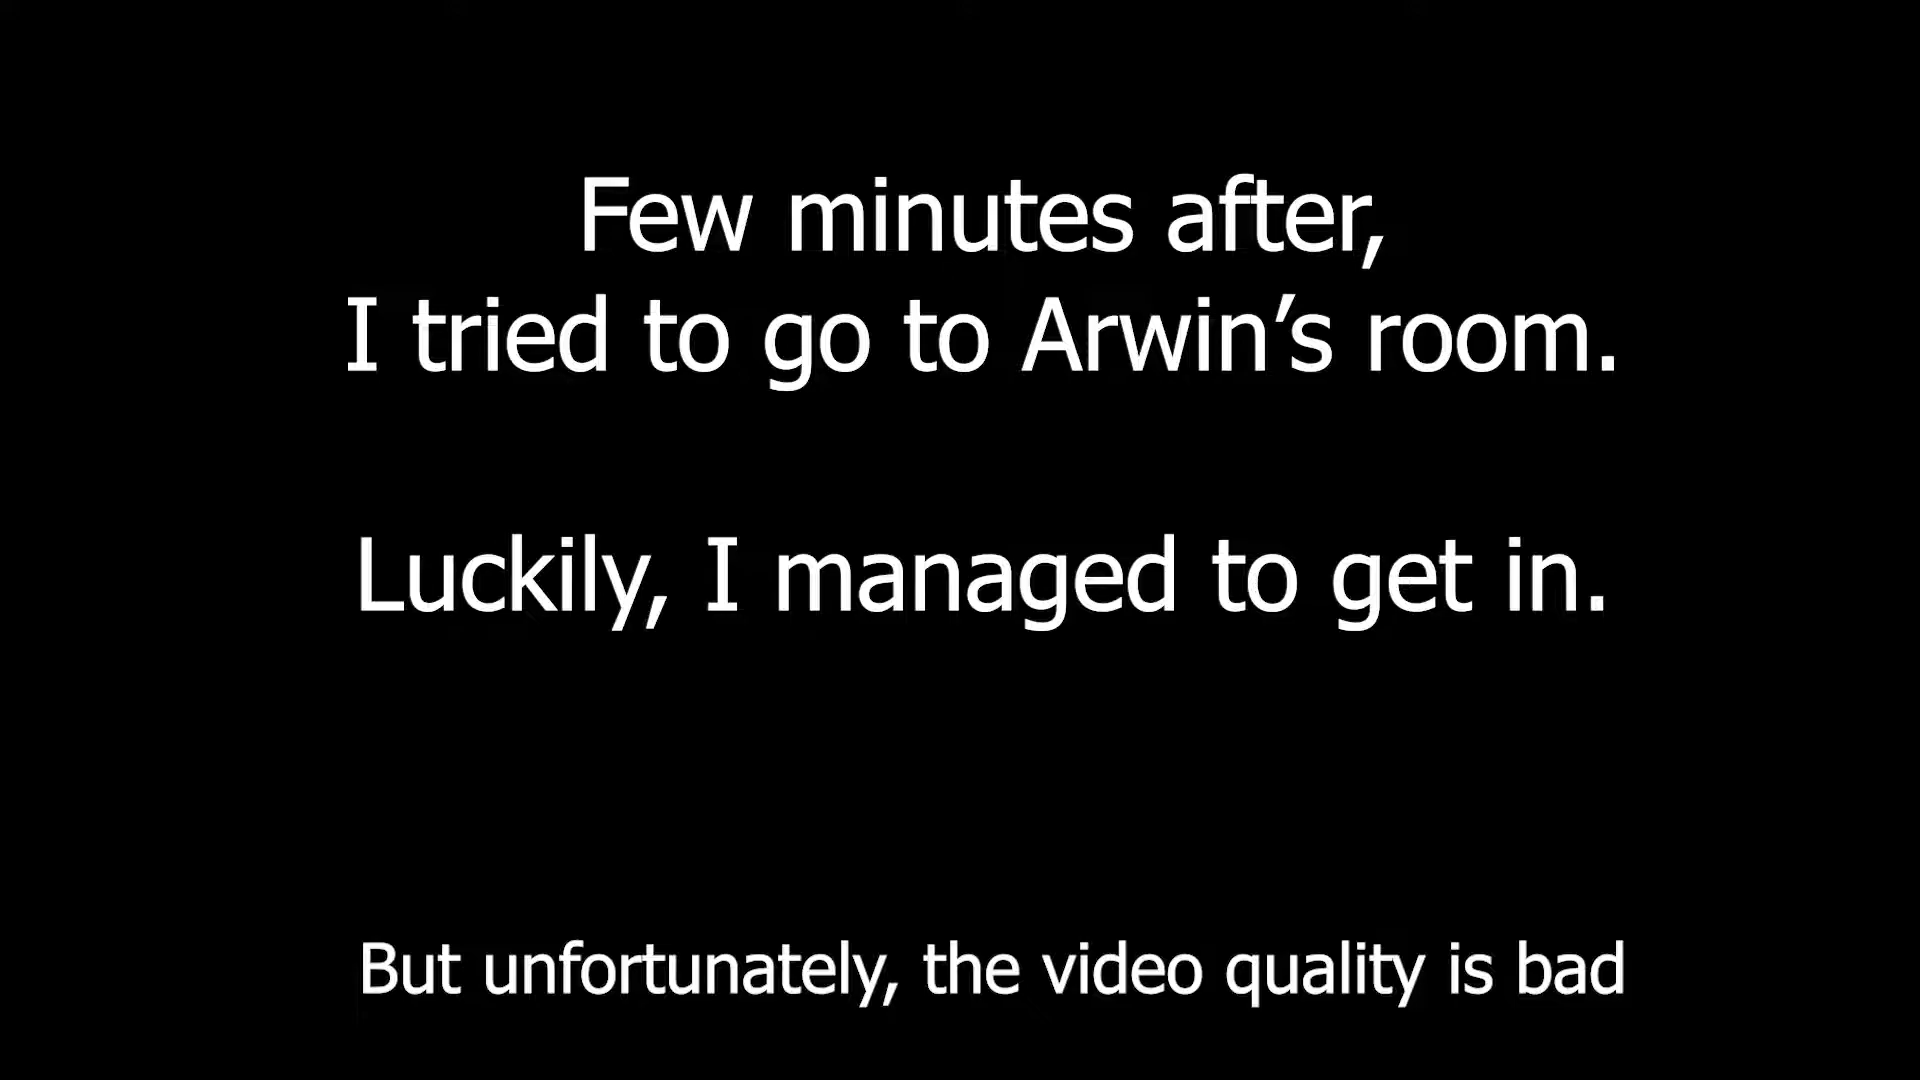 Few minutes after,
I tried to go to Arwin’s room.
Luckily, I managed to get in.
But unfortunately, the video quality is bad